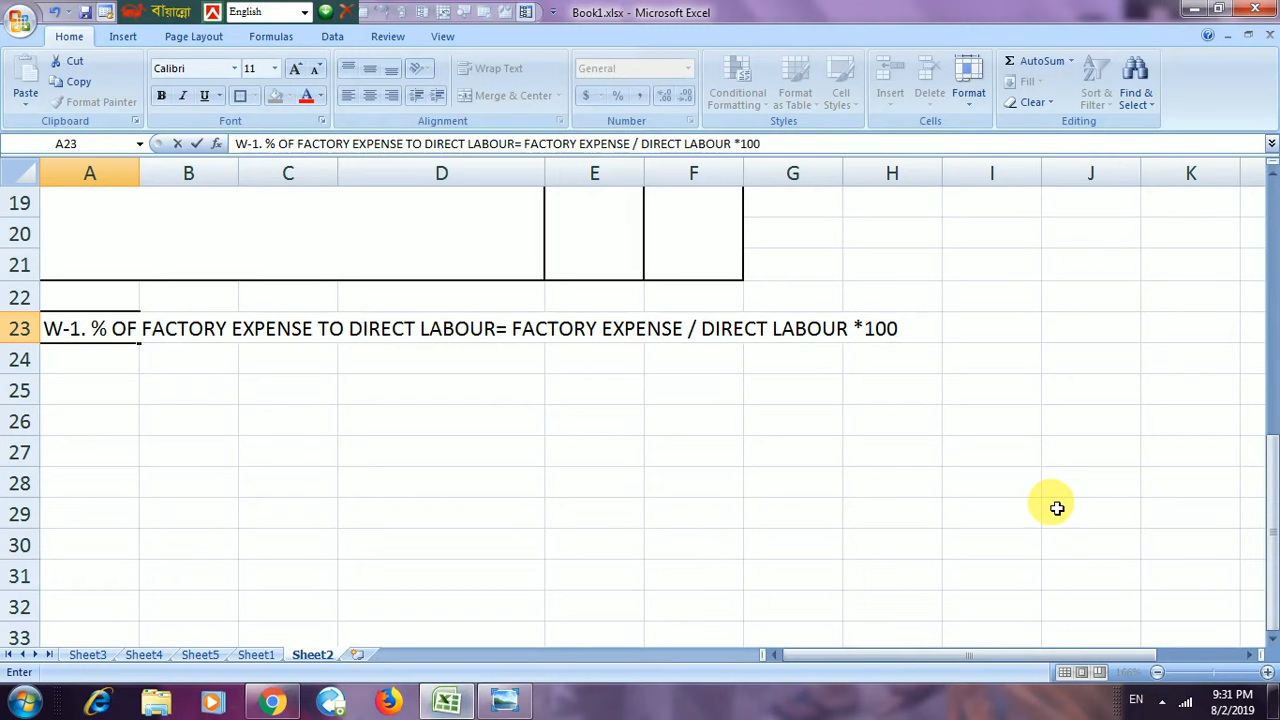 বায়ান্নো
English
Book1.xlsx - Microsoft Excel
Home Insert Page Layout Formulas Data Review View
Paste
Cut
Copy
Format Painter
Clipboard
Calibri 11
B I U
Font
Wrap Text
Merge & Center
Alignment
General
$ % ,
Number
Conditional Formatting
Format as Table
Cell Styles
Styles
Insert
Delete
Format
Cells
Σ AutoSum
Fill
Clear
Sort & Filter
Find & Select
Editing
A23 fx W-1. % OF FACTORY EXPENSE TO DIRECT LABOUR= FACTORY EXPENSE / DIRECT LABOUR *100
A B C D E F G H I J K
19
20
21
22
23 W-1. % OF FACTORY EXPENSE TO DIRECT LABOUR= FACTORY EXPENSE / DIRECT LABOUR *100
24
25
26
27
28
29
30
31
32
33
Sheet3 Sheet4 Sheet5 Sheet1 Sheet2
Enter
EN
9:31 PM
8/2/2019